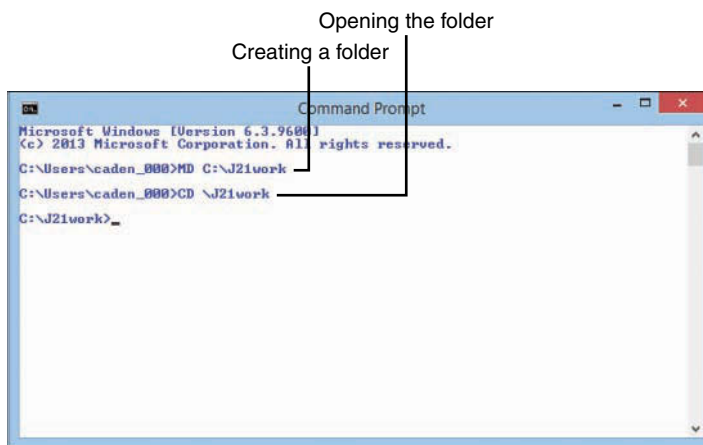 Opening the folder
Creating a folder
Command Prompt
Microsoft Windows [Version 6.3.9600]
(c) 2013 Microsoft Corporation. All rights reserved.
C:\Users\caden_000>MD C:\J21work
C:\Users\caden_000>CD \J21work
C:\J21work>_